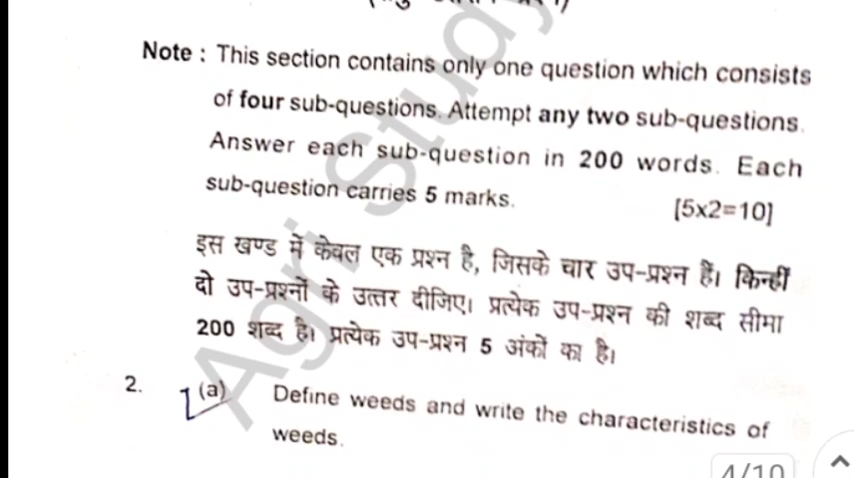 Note : This section contains only one question which consists
of four sub-questions. Attempt any two sub-questions.
Answer each sub-question in 200 words. Each
sub-question carries 5 marks. [5x2=10]
इस खण्ड में केवल एक प्रश्न है, जिसके चार उप-प्रश्न हैं। किन्हीं
दो उप-प्रश्नों के उत्तर दीजिए। प्रत्येक उप-प्रश्न की शब्द सीमा
200 शब्द है। प्रत्येक उप-प्रश्न 5 अंकों का है।
2. (a) Define weeds and write the characteristics of
weeds.
4/10
Agri Study